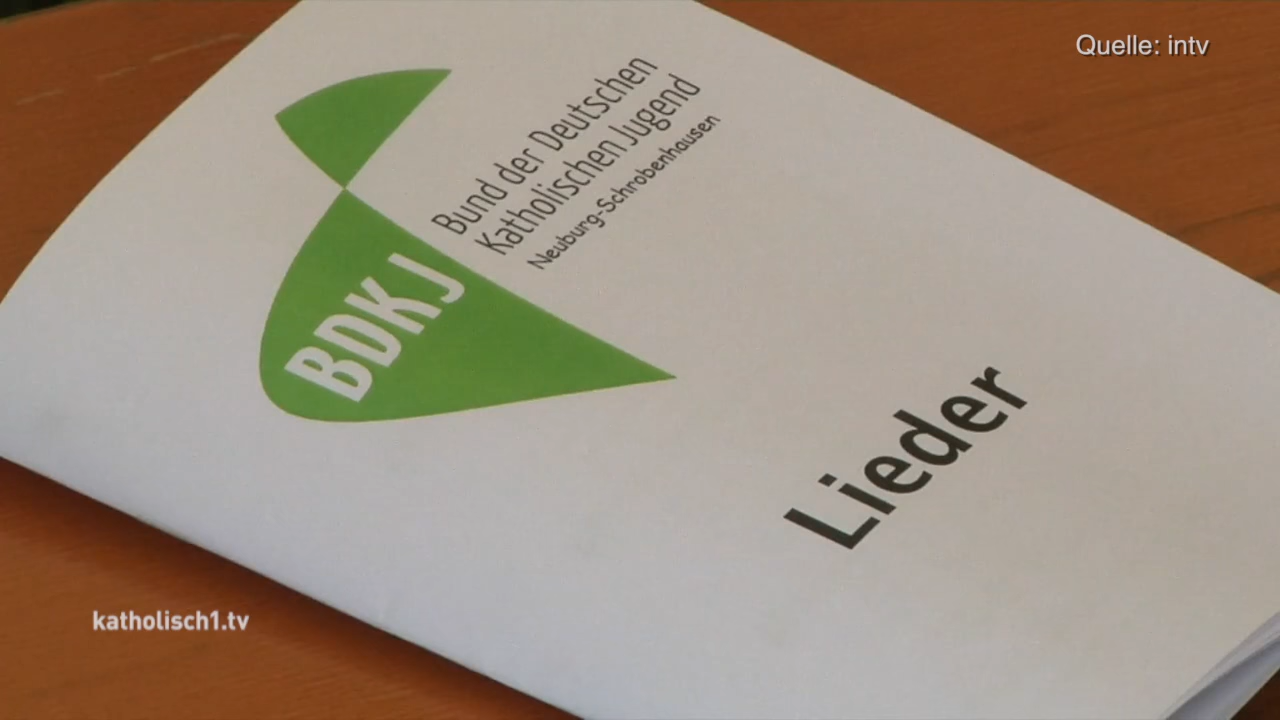 Quelle: intv
Bund der Deutschen
Katholischen Jugend
Neuburg-Schrobenhausen
BDKJ
Lieder
katholisch1.tv